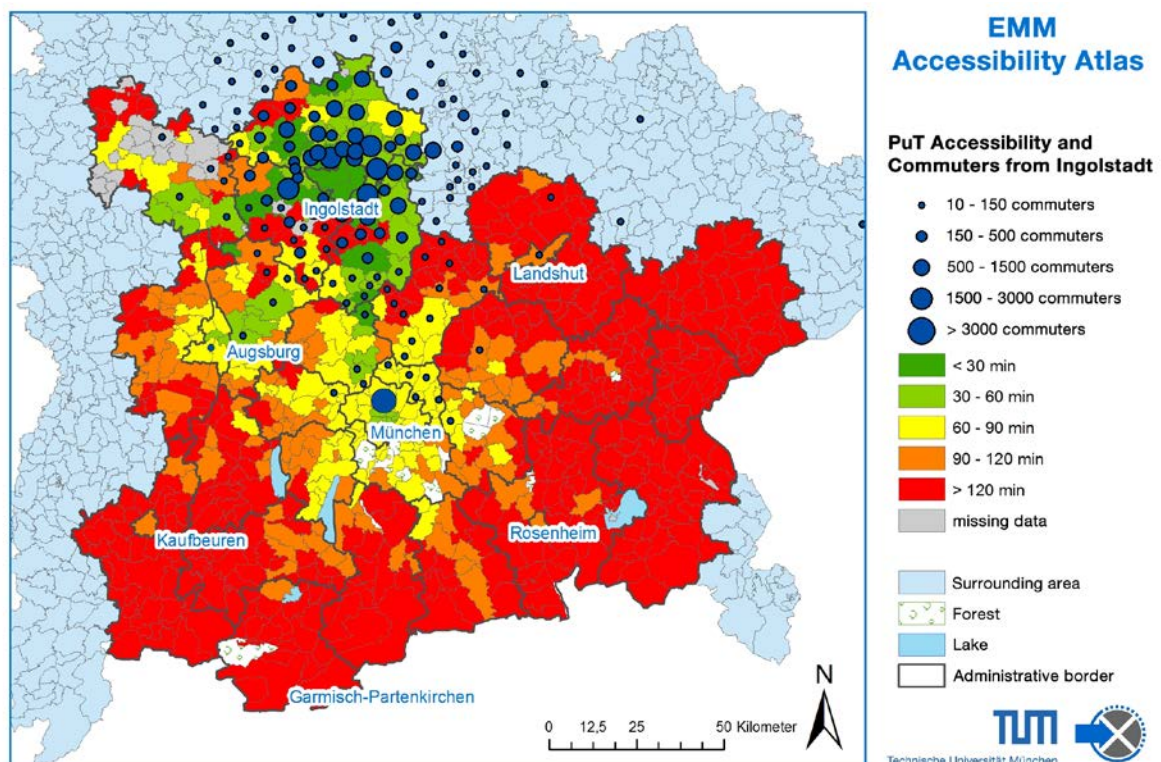 EMM
Accessibility Atlas
PuT Accessibility and
Commuters from Ingolstadt
10 - 150 commuters
150 - 500 commuters
500 - 1500 commuters
1500 - 3000 commuters
> 3000 commuters
< 30 min
30 - 60 min
60 - 90 min
90 - 120 min
> 120 min
missing data
Surrounding area
Forest
Lake
Administrative border
Ingolstadt
Landshut
Augsburg
München
Kaufbeuren
Rosenheim
Garmisch-Partenkirchen
N
0 12,5 25 50 Kilometer
TUM
Technische Universität München